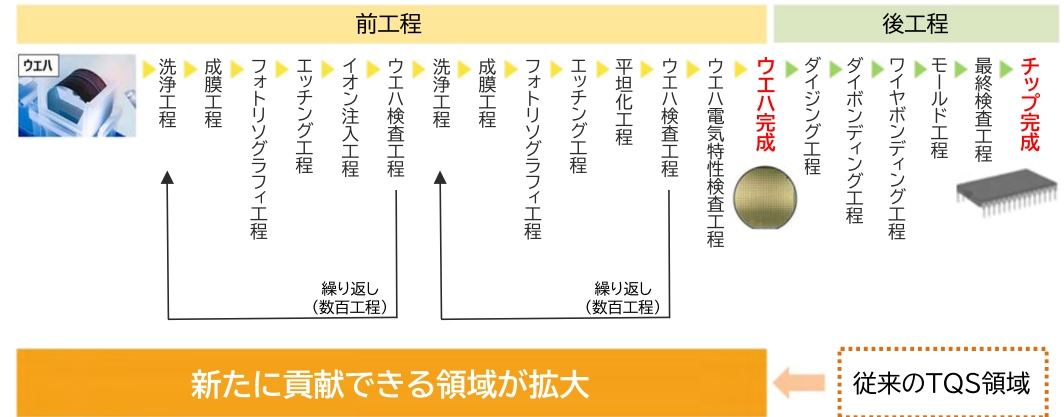 前工程
後工程
ウエハ
洗浄工程
成膜工程
フォトリソグラフィ工程
エッチング工程
イオン注入工程
ウエハ検査工程
洗浄工程
成膜工程
フォトリソグラフィ工程
エッチング工程
平坦化工程
ウエハ検査工程
ウエハ電気特性検査工程
ウエハ完成
ダイジング工程
ダイボンディング工程
ワイヤボンディング工程
モールド工程
最終検査工程
チップ完成
繰り返し
(数百工程)
繰り返し
(数百工程)
新たに貢献できる領域が拡大
従来のTQS領域